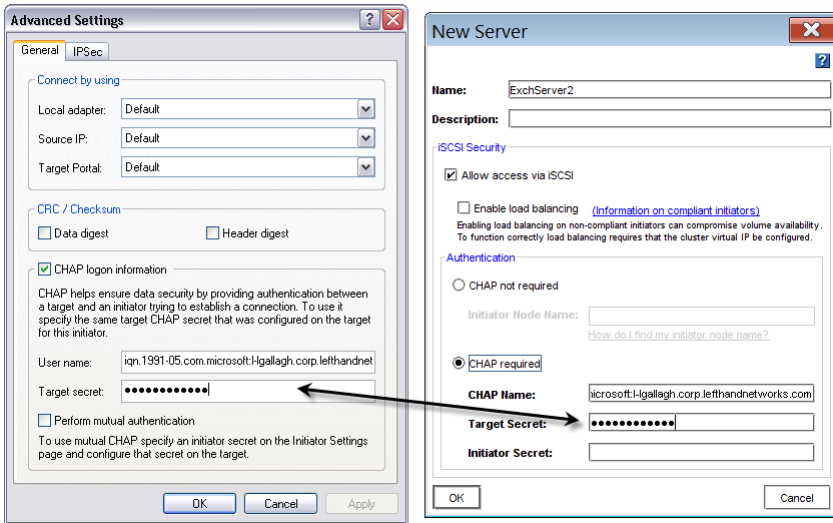 Advanced Settings
General IPSec
Connect by using
Local adapter: Default
Source IP: Default
Target Portal: Default
CRC / Checksum
Data digest Header digest
CHAP logon information
CHAP helps ensure data security by providing authentication between
a target and an initiator trying to establish a connection. To use it
specify the same target CHAP secret that was configured on the target
for this initiator.
User name: iqn.1991-05.com.microsoft:l-lgallagh.corp.lefthandnet
Target secret: ●●●●●●●●●●●●
Perform mutual authentication
To use mutual CHAP specify an initiator secret on the Initiator Settings
page and configure that secret on the target.
OK Cancel Apply
New Server
?
Name: ExchServer2
Description:
iSCSI Security
Allow access via iSCSI
Enable load balancing (Information on compliant initiators)
Enabling load balancing on non-compliant initiators can compromise volume availability.
To function correctly load balancing requires that the cluster virtual IP be configured.
Authentication
CHAP not required
Initiator Node Name:
How do I find my initiator node name?
CHAP required
CHAP Name: nicrosoft:l-lgallagh.corp.lefthandnetworks.com
Target Secret: ●●●●●●●●●●●●
Initiator Secret:
OK Cancel